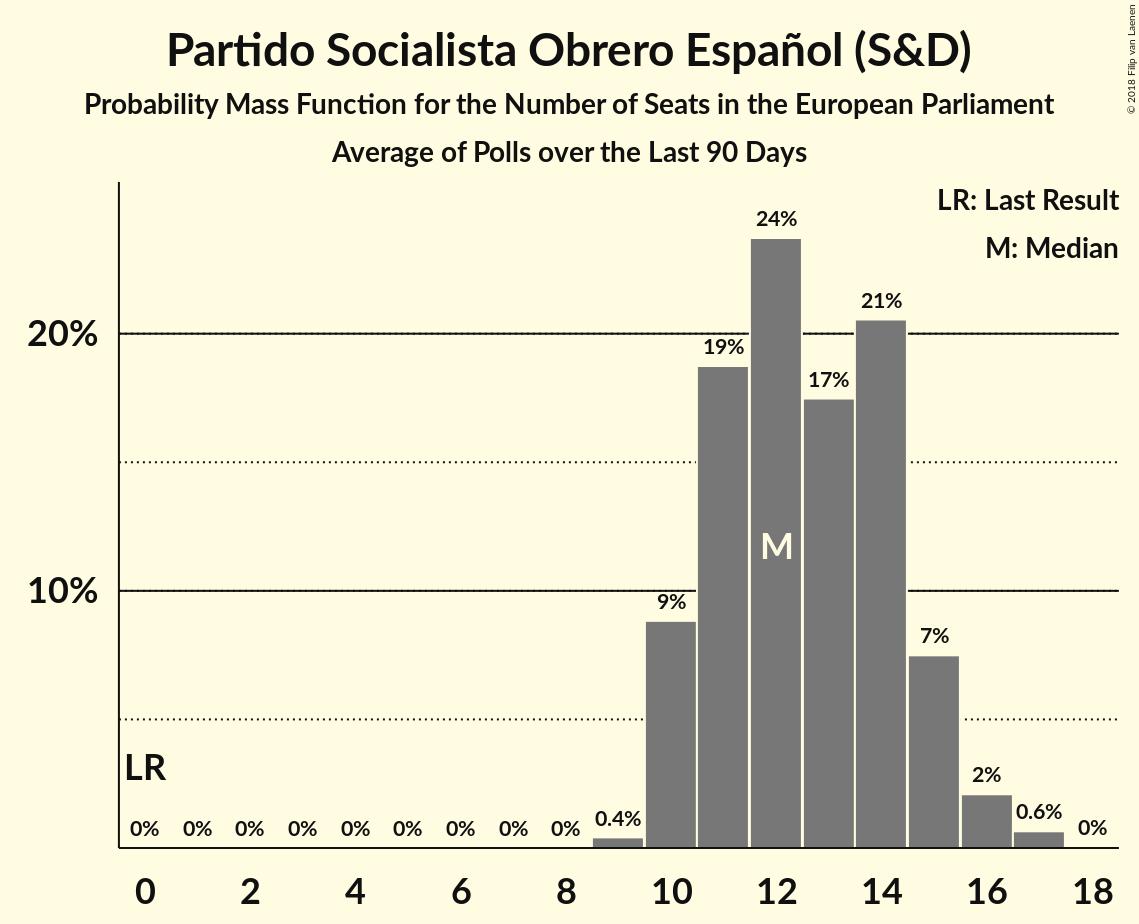 Partido Socialista Obrero Español (S&D)
Probability Mass Function for the Number of Seats in the European Parliament
Average of Polls over the Last 90 Days
© 2018 Filip van Laenen
LR: Last Result
M: Median
20%
10%
24%
21%
19%
17%
9%
7%
2%
0.4%
0.6%
M
LR
0% 0% 0% 0% 0% 0% 0% 0% 0% 0%
0 2 4 6 8 10 12 14 16 18